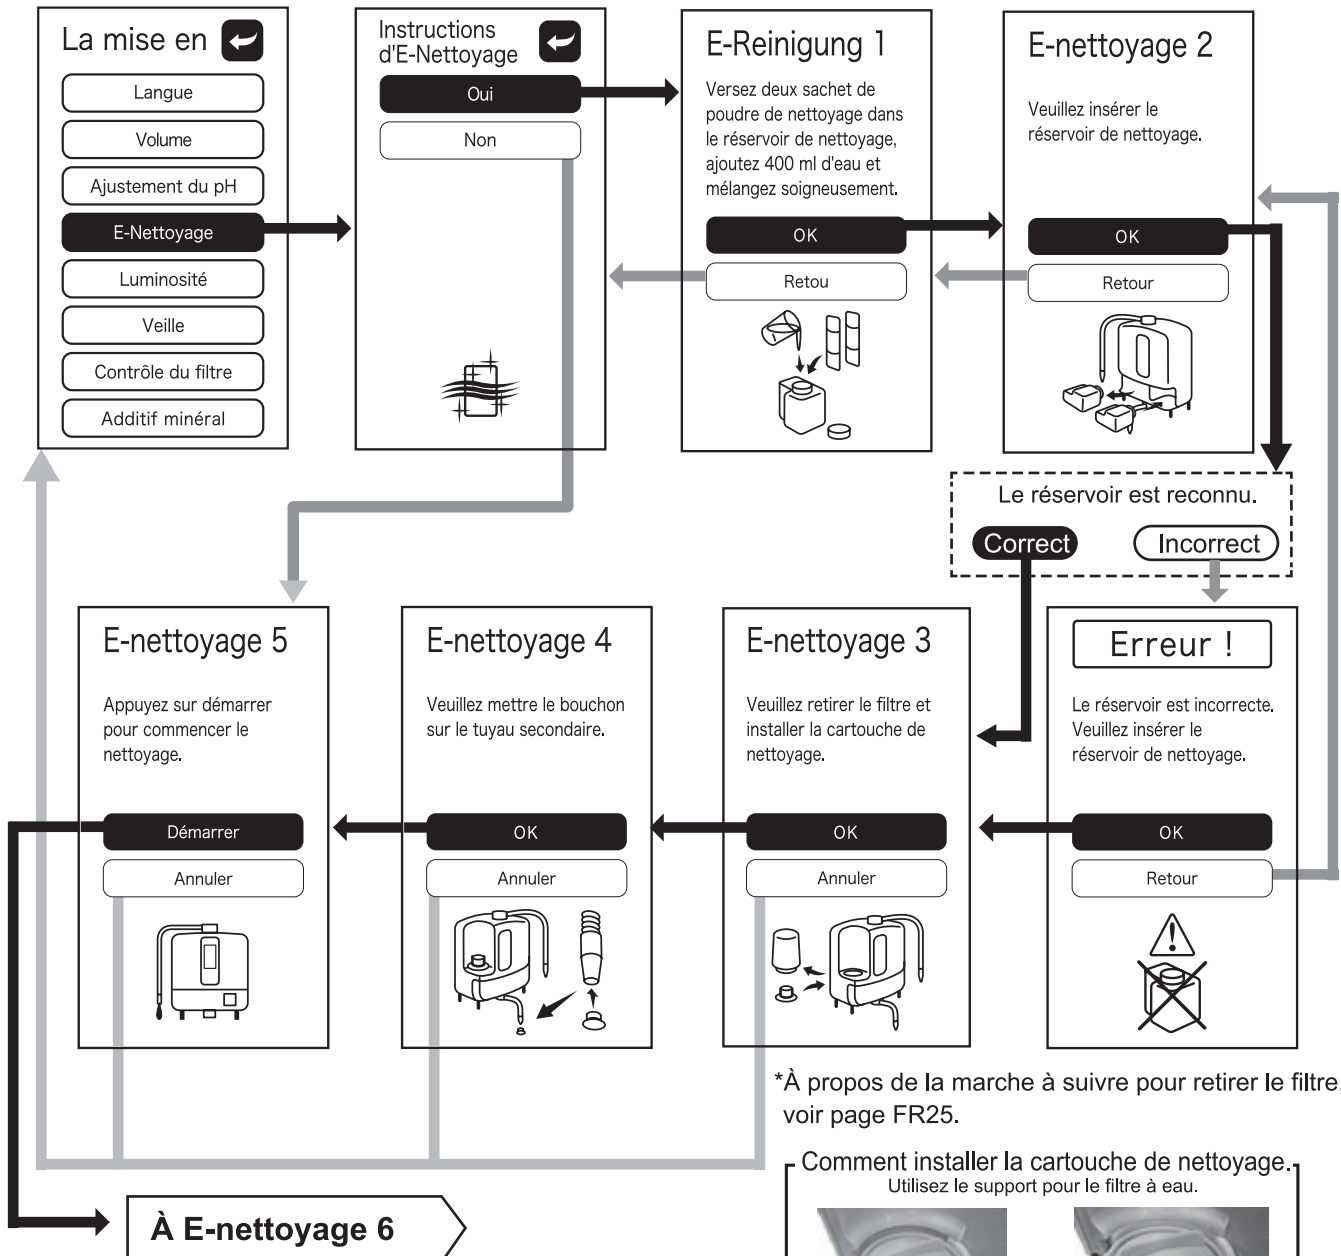 La mise en
Langue
Volume
Ajustement du pH
E-Nettoyage
Luminosité
Veille
Contrôle du filtre
Additif minéral
Instructions
d'E-Nettoyage
Oui
Non
E-Reinigung 1
Versez deux sachet de
poudre de nettoyage dans
le réservoir de nettoyage,
ajoutez 400 ml d'eau et
mélangez soigneusement.
OK
Retou
E-nettoyage 2
Veuillez insérer le
réservoir de nettoyage.
OK
Retour
Le réservoir est reconnu.
Correct
Incorrect
E-nettoyage 5
Appuyez sur démarrer
pour commencer le
nettoyage.
Démarrer
Annuler
E-nettoyage 4
Veuillez mettre le bouchon
sur le tuyau secondaire.
OK
Annuler
E-nettoyage 3
Veuillez retirer le filtre et
installer la cartouche de
nettoyage.
OK
Annuler
Erreur !
Le réservoir est incorrecte.
Veuillez insérer le
réservoir de nettoyage.
OK
Retour
*À propos de la marche à suivre pour retirer le filtre,
voir page FR25.
Comment installer la cartouche de nettoyage.
Utilisez le support pour le filtre à eau.
À E-nettoyage 6